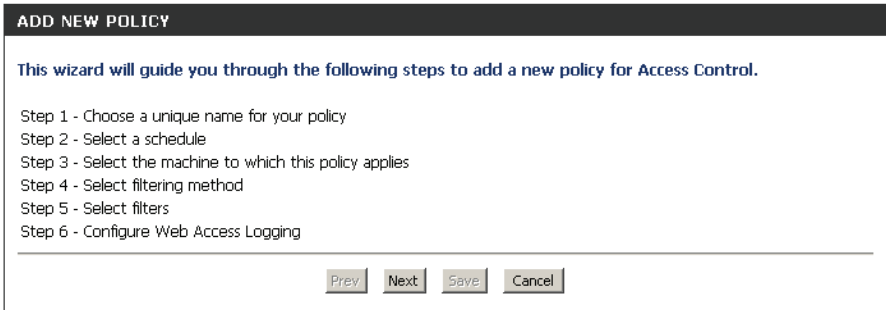 ADD NEW POLICY
This wizard will guide you through the following steps to add a new policy for Access Control.
Step 1 - Choose a unique name for your policy
Step 2 - Select a schedule
Step 3 - Select the machine to which this policy applies
Step 4 - Select filtering method
Step 5 - Select filters
Step 6 - Configure Web Access Logging
Prev Next Save Cancel